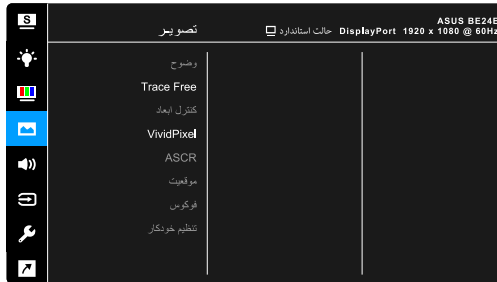 S
ASUS BE24E
تصویر
حالت استاندارد DisplayPort 1920 x 1080 @ 60Hz
وضوح
Trace Free
کنترل ابعاد
VividPixel
ASCR
موقعیت
فوکوس
تنظیم خودکار